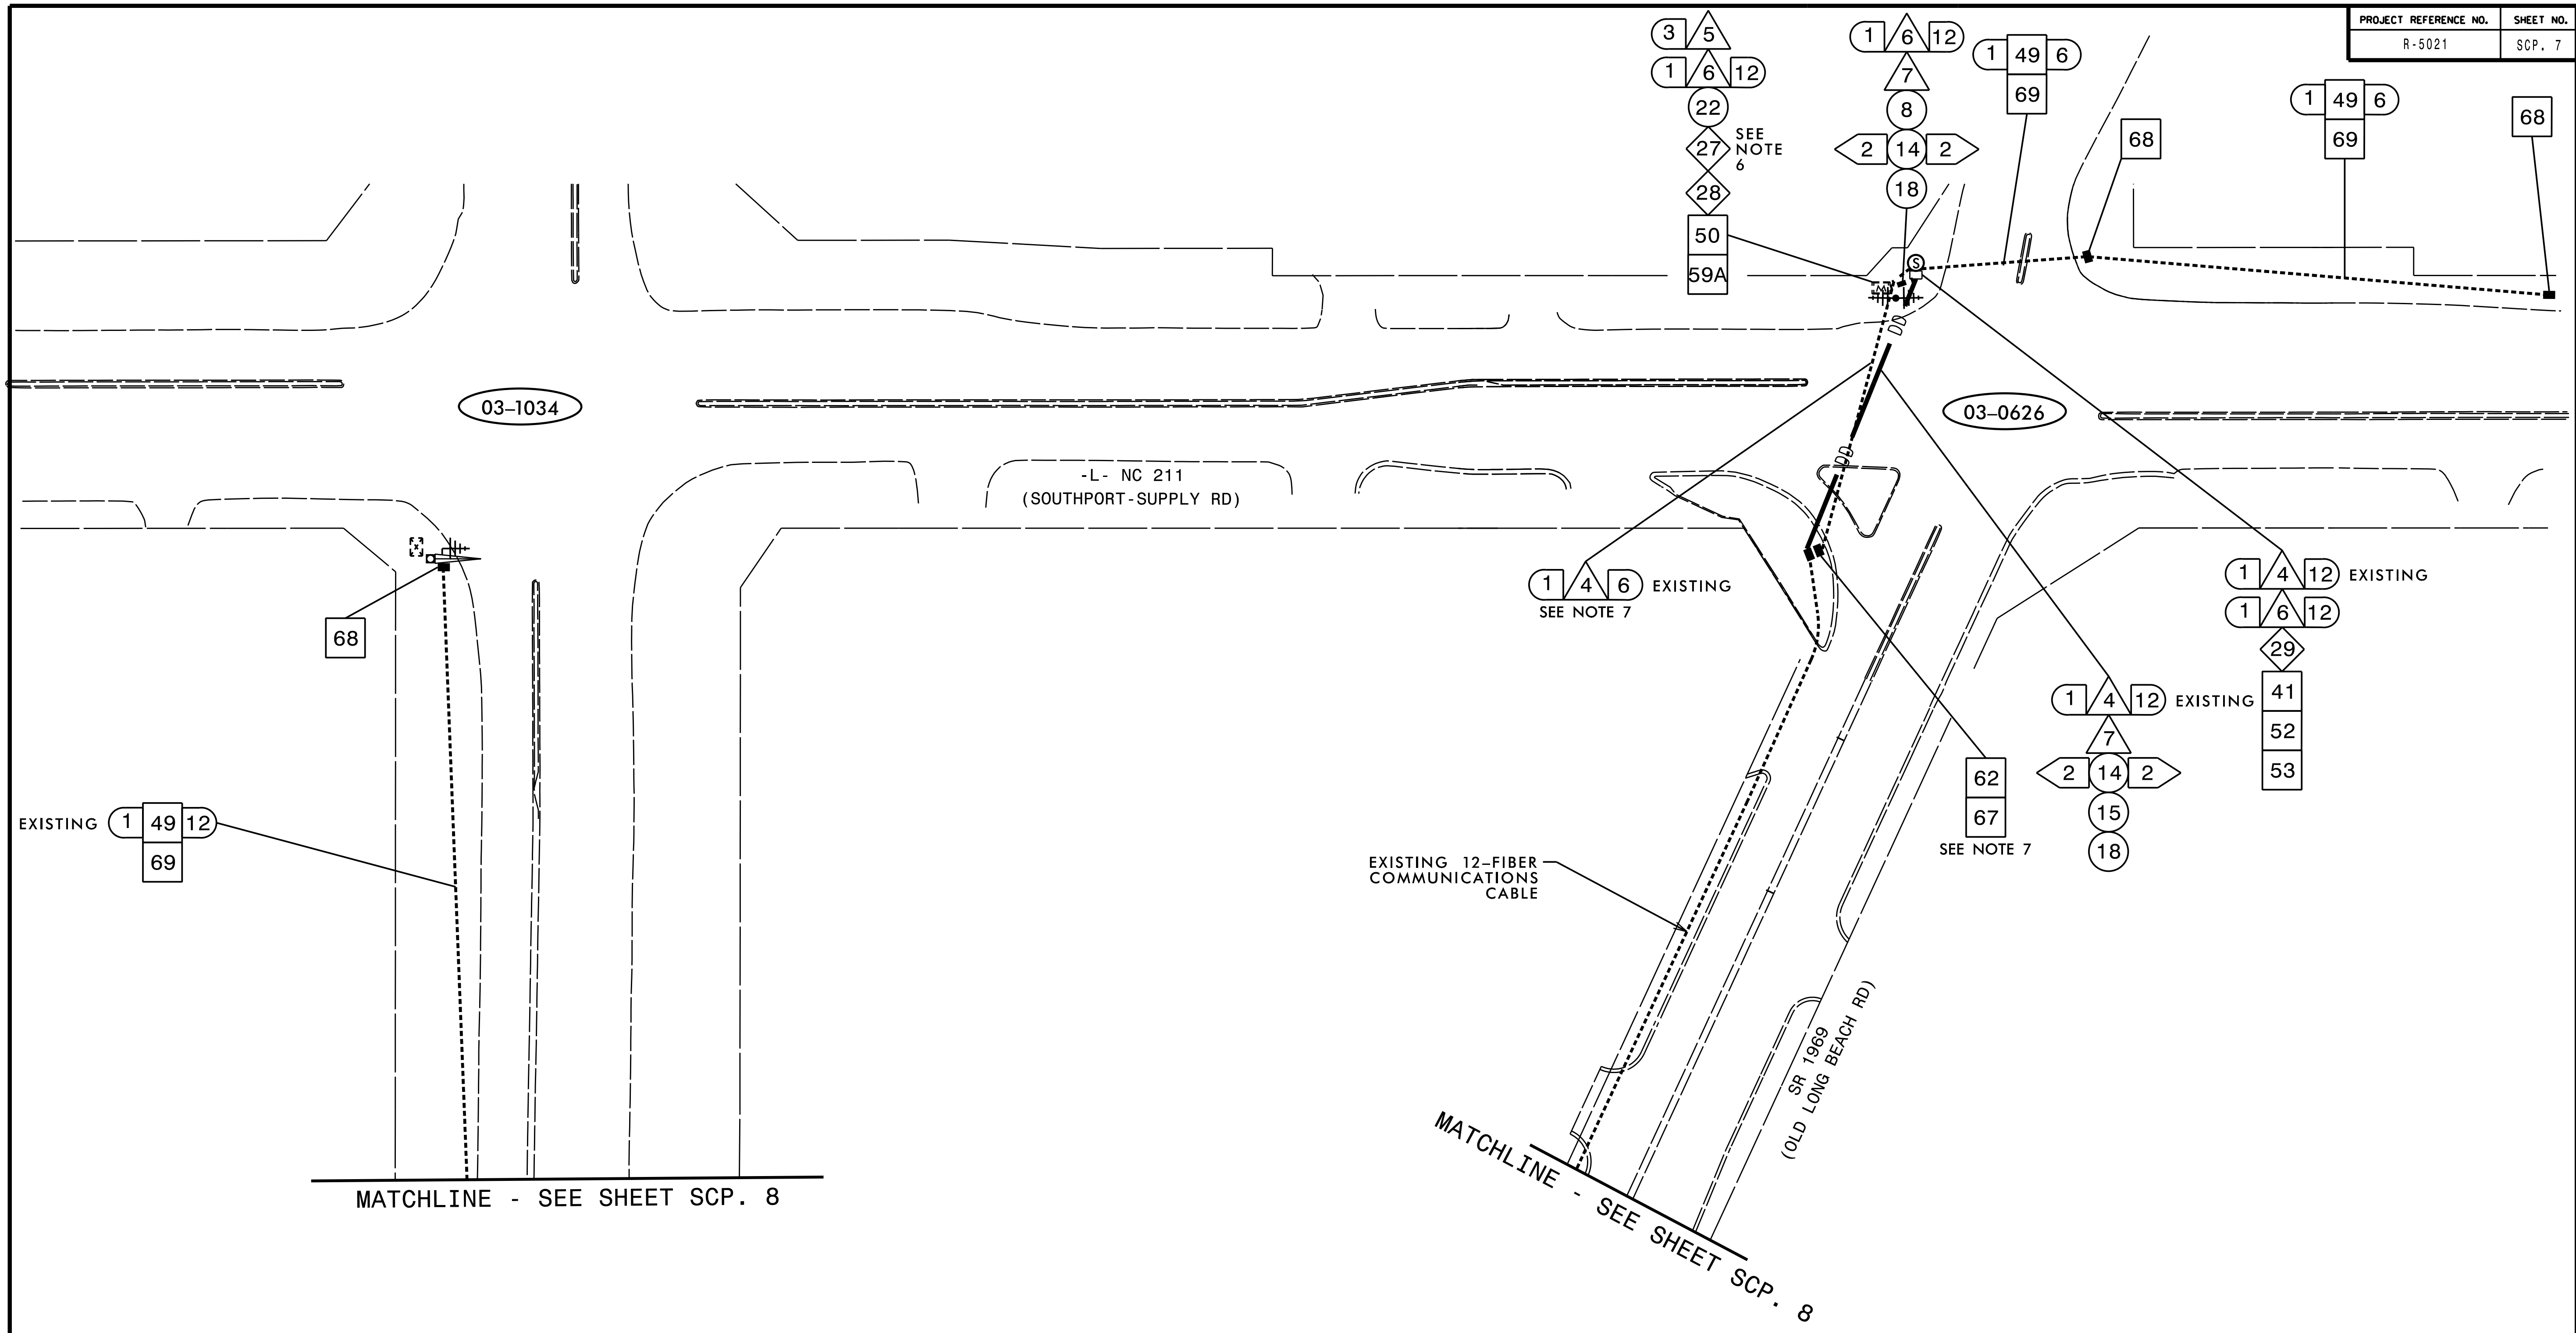 PROJECT REFERENCE NO. SHEET NO.
R-5021 SCP. 7
3 5
1 6 12
22
27 SEE NOTE 6
28
50
59A
1 6 12
7
8
2 14 2
18
1 49 6
69
68
1 49 6
69
68
S
DD
03-1034
03-0626
-L- NC 211
(SOUTHPORT-SUPPLY RD)
DD
X
68
1 4 6 EXISTING
SEE NOTE 7
1 4 12 EXISTING
1 6 12
29
41
52
53
1 4 12 EXISTING
7
2 14 2
15
18
62
67
SEE NOTE 7
EXISTING 1 49 12
69
EXISTING 12-FIBER
COMMUNICATIONS
CABLE
SR 1969
(OLD LONG BEACH RD)
MATCHLINE - SEE SHEET SCP. 8
MATCHLINE - SEE SHEET SCP. 8